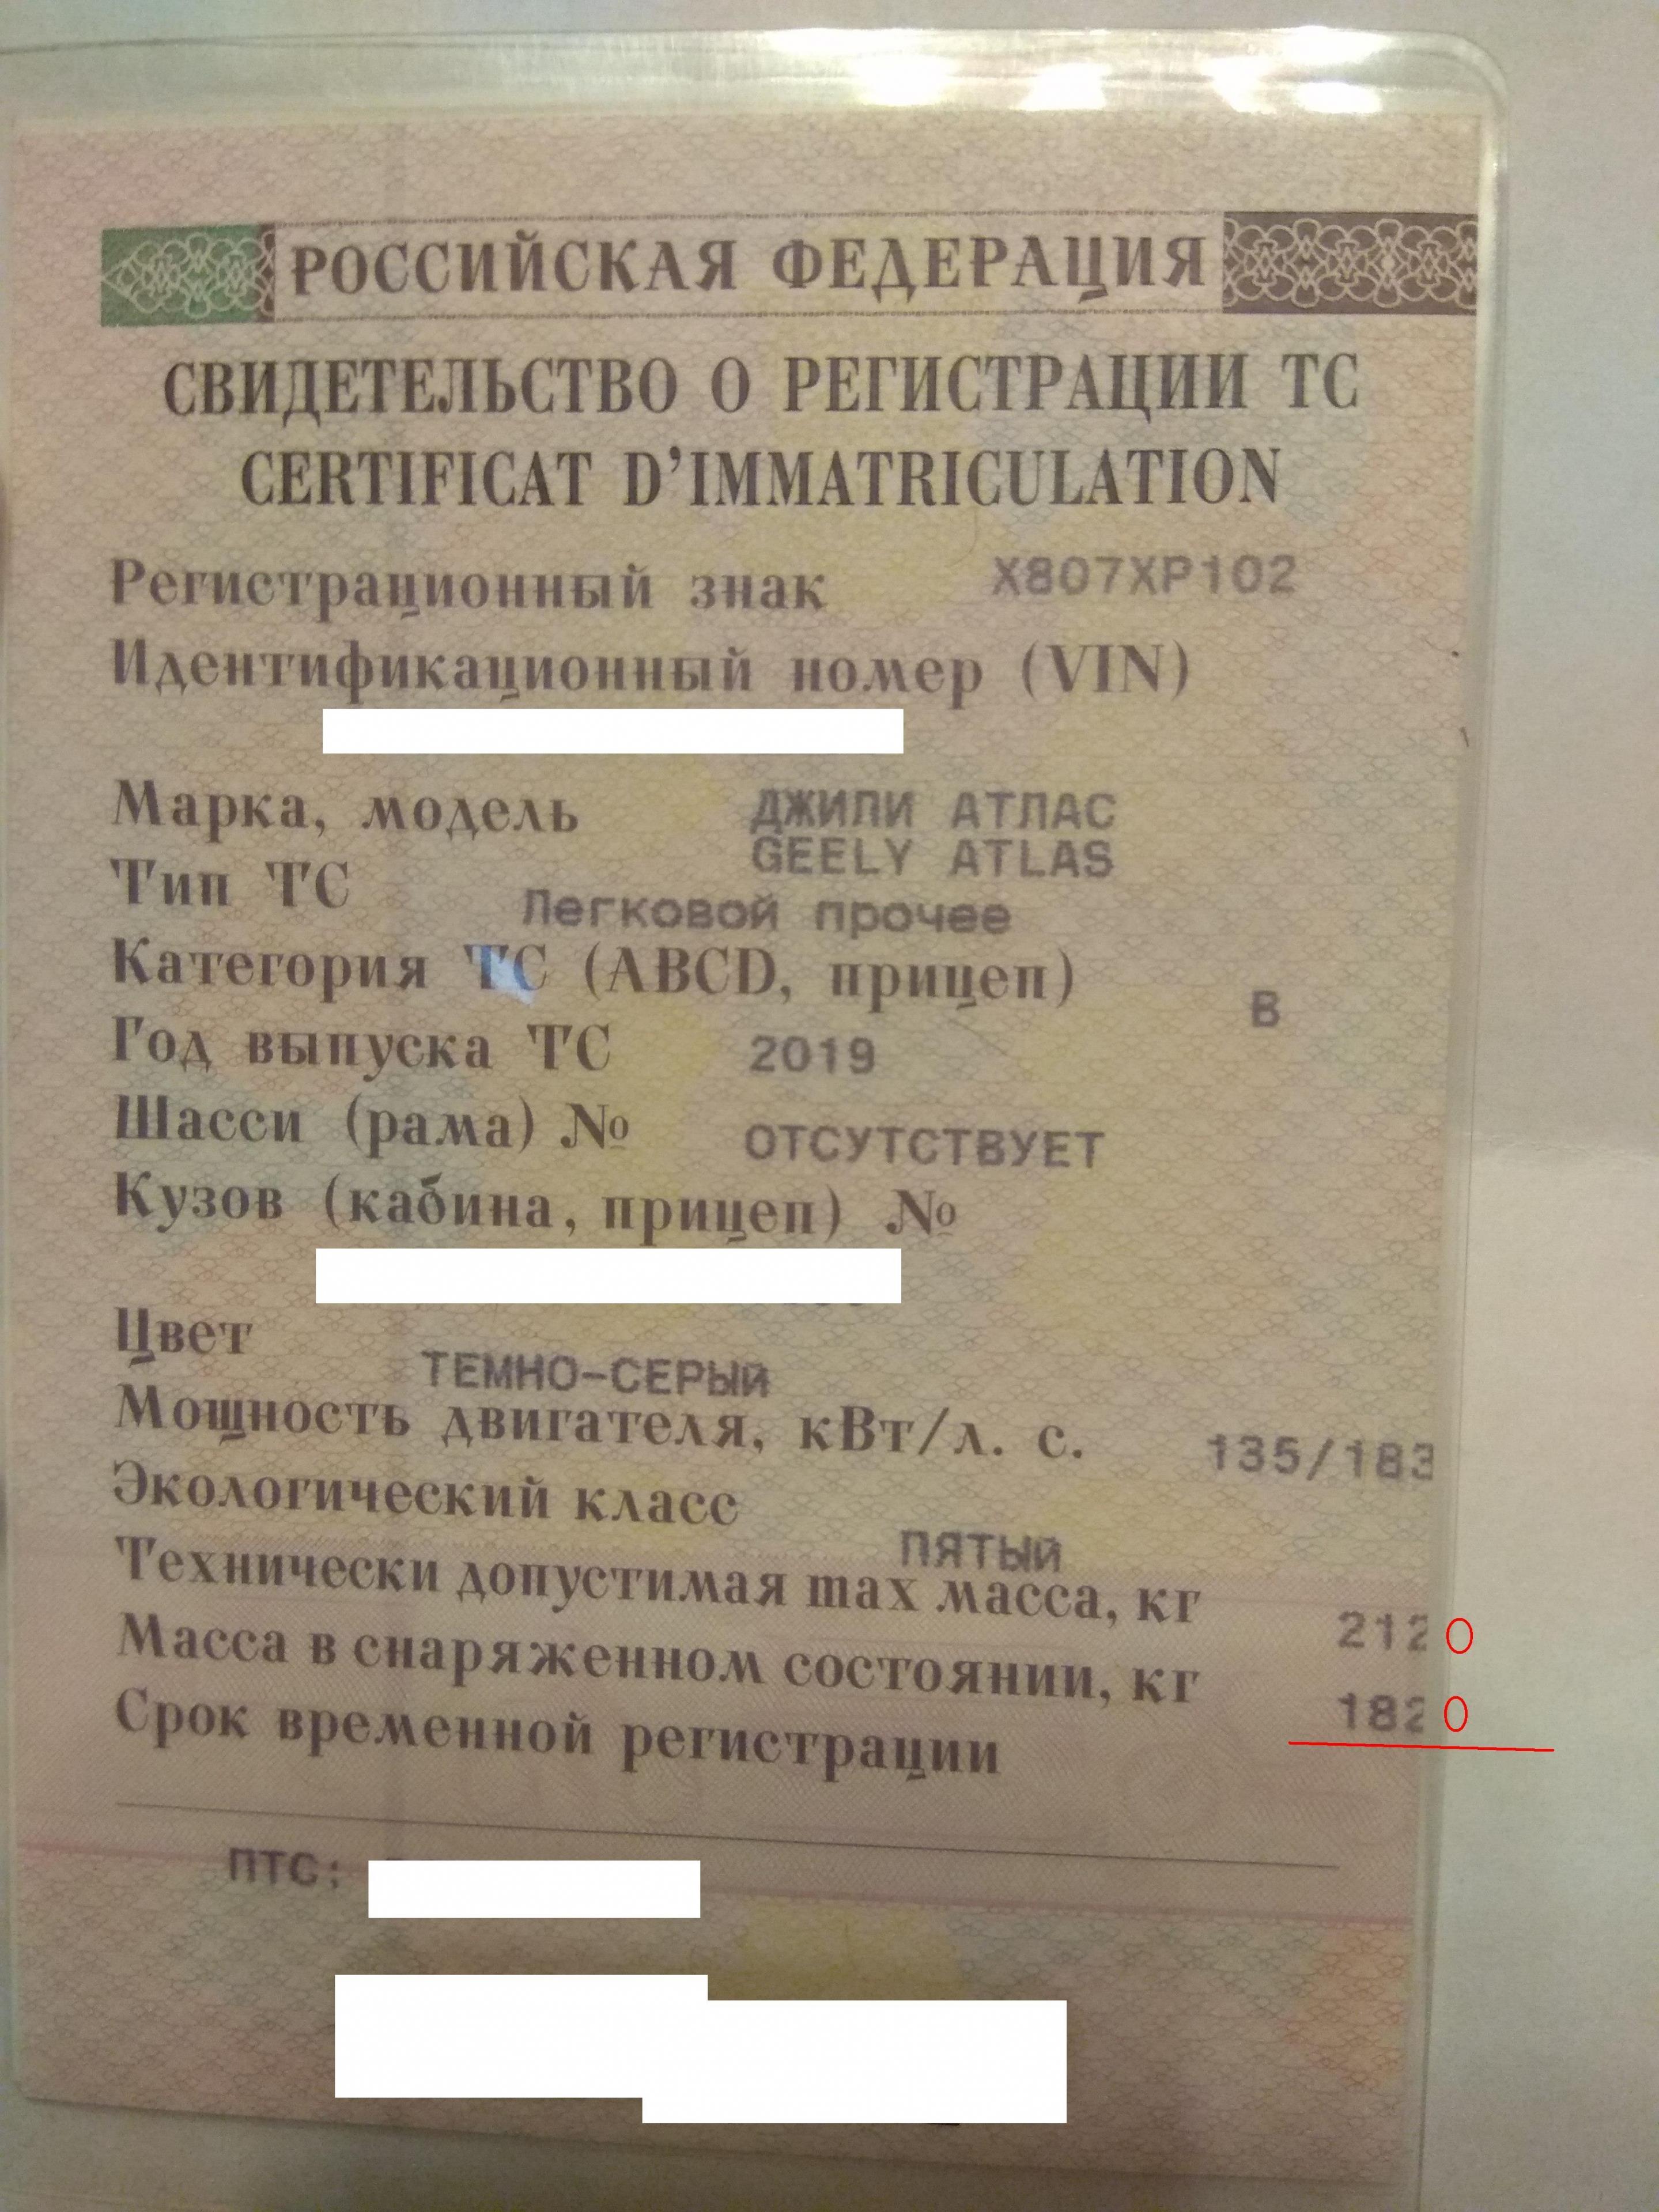 РОССИЙСКАЯ ФЕДЕРАЦИЯ
СВИДЕТЕЛЬСТВО О РЕГИСТРАЦИИ ТС
CERTIFICAT D'IMMATRICULATION
Регистрационный знак Х807ХР102
Идентификационный номер (VIN)
Марка, модель ДЖИЛИ АТЛАС
GEELY ATLAS
Тип ТС Легковой прочее
Категория ТС (ABCD, прицеп) B
Год выпуска ТС 2019
Шасси (рама) № ОТСУТСТВУЕТ
Кузов (кабина, прицеп) №
Цвет ТЕМНО-СЕРЫЙ
Мощность двигателя, кВт/л. с. 135/183
Экологический класс ПЯТЫЙ
Технически допустимая max масса, кг 2120
Масса в снаряженном состоянии, кг 1820
Срок временной регистрации
ПТС: